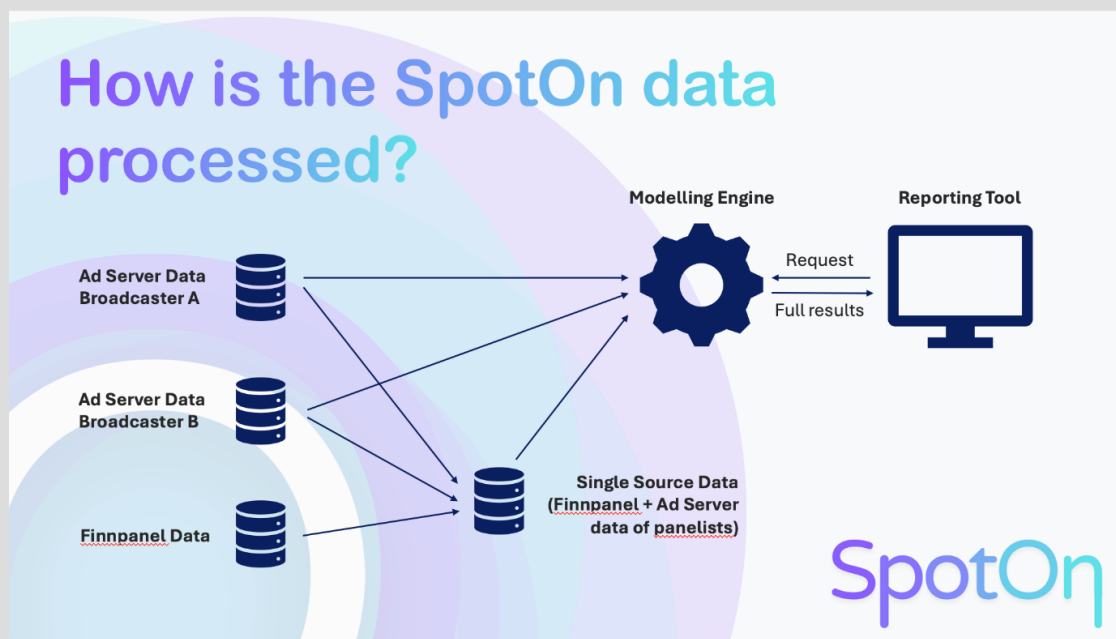 How is the SpotOn data
processed?
Modelling Engine
Reporting Tool
Ad Server Data
Broadcaster A
Request
Full results
Ad Server Data
Broadcaster B
Single Source Data
(Finnpanel + Ad Server
data of panelists)
Finnpanel Data
SpotOn